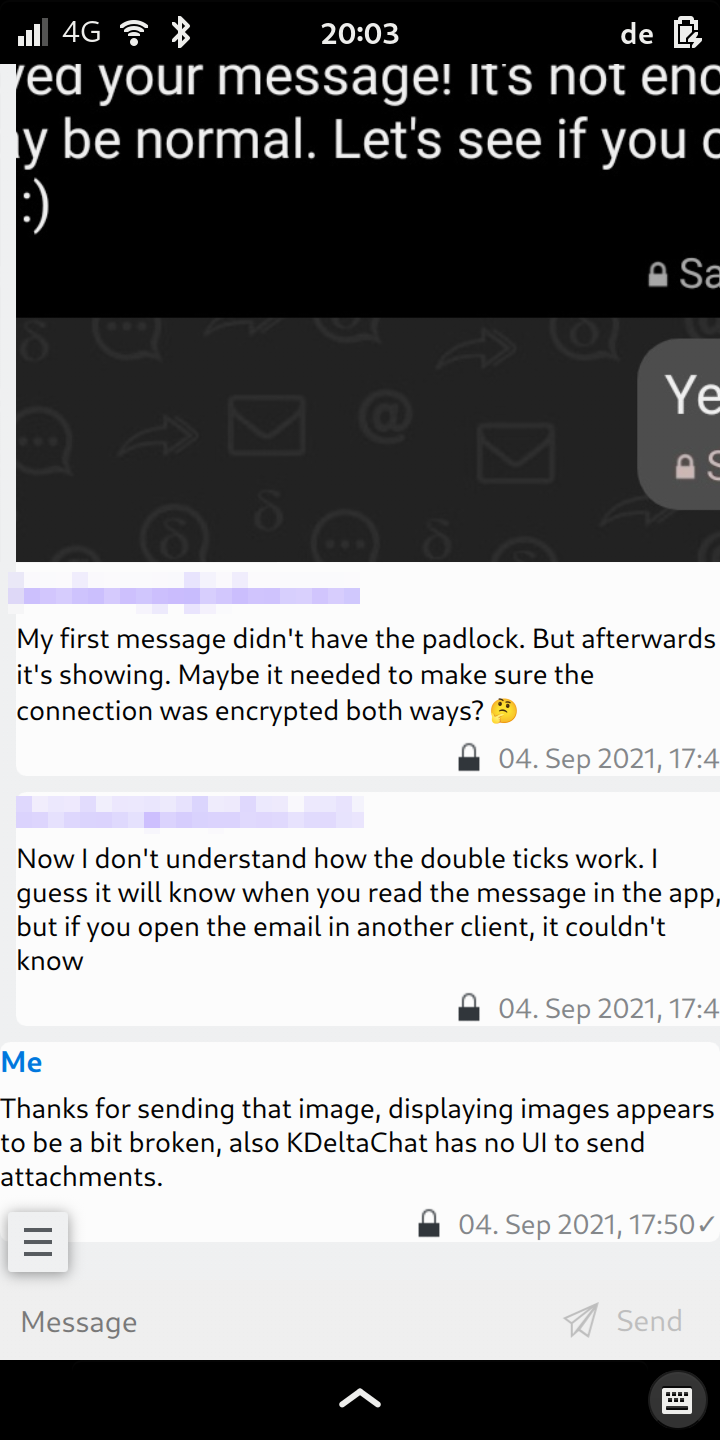 4G 20:03 de
ved your message! It's not enc
ay be normal. Let's see if you c
:)
Sa
Ye
S
My first message didn't have the padlock. But afterwards
it's showing. Maybe it needed to make sure the
connection was encrypted both ways? 🤔
04. Sep 2021, 17:4
Now I don't understand how the double ticks work. I
guess it will know when you read the message in the app,
but if you open the email in another client, it couldn't
know
04. Sep 2021, 17:4
Me
Thanks for sending that image, displaying images appears
to be a bit broken, also KDeltaChat has no UI to send
attachments.
04. Sep 2021, 17:50✓
Message Send